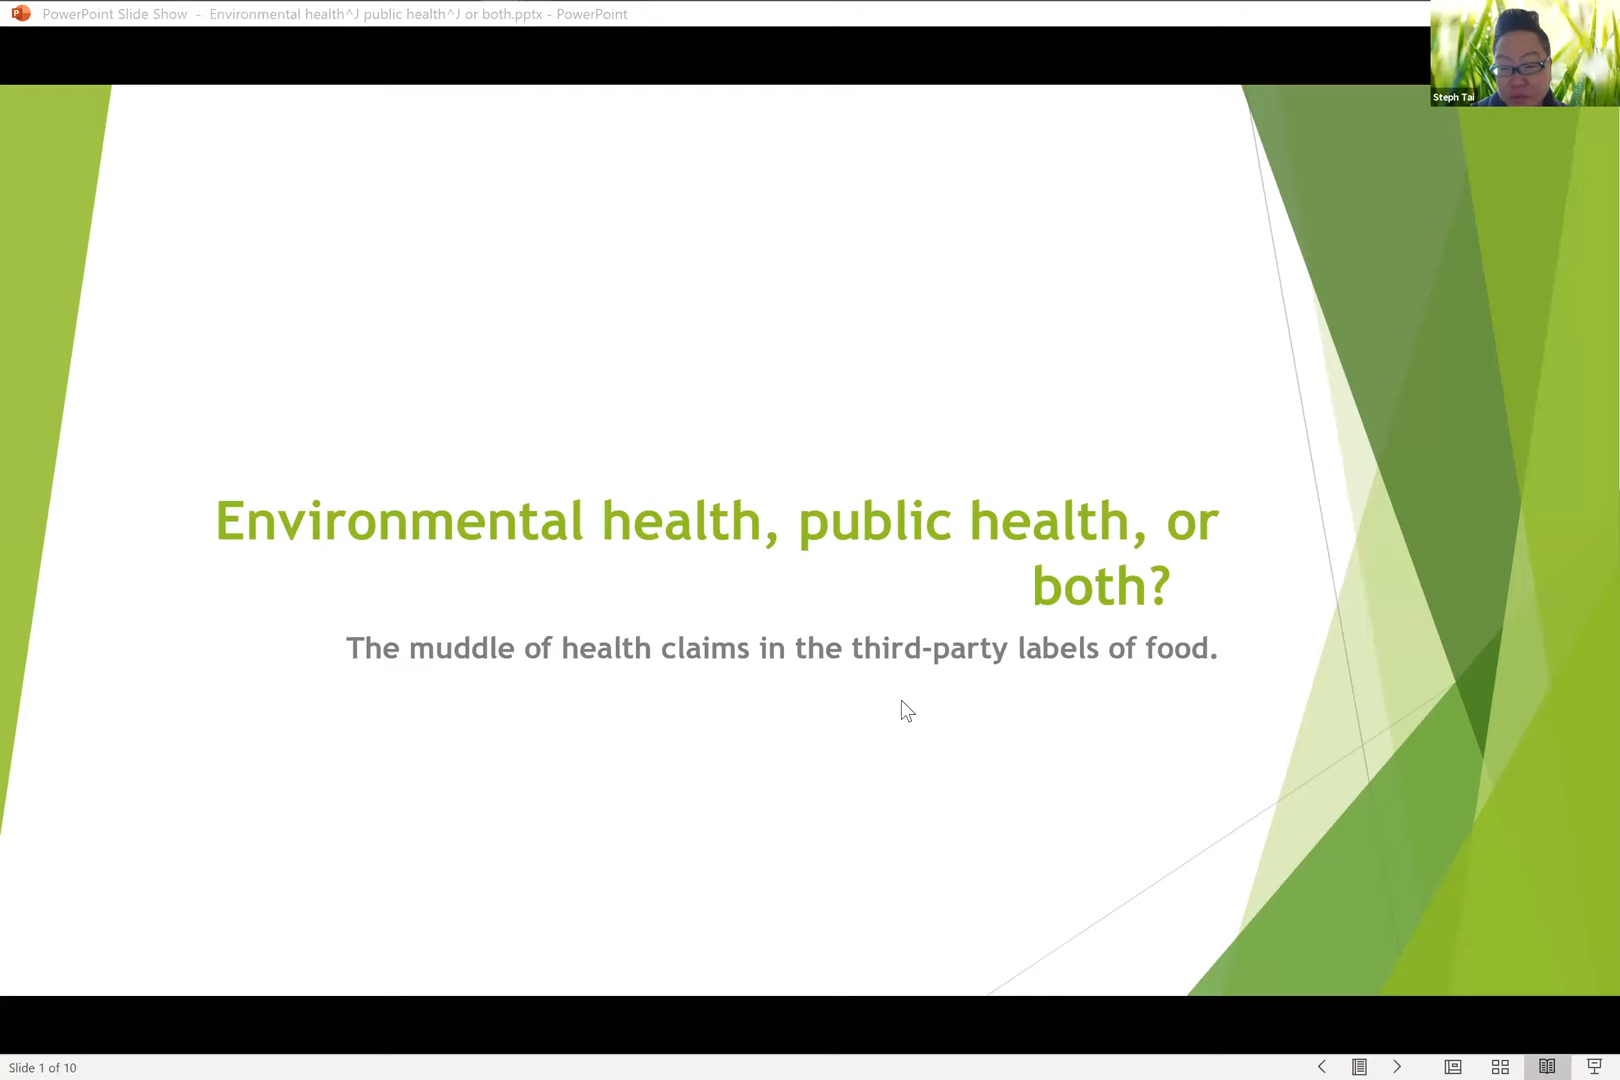 PowerPoint Slide Show - Environmental health^J public health^J or both.pptx - PowerPoint
Steph Tai
Environmental health, public health, or
both?
The muddle of health claims in the third-party labels of food.
Slide 1 of 10